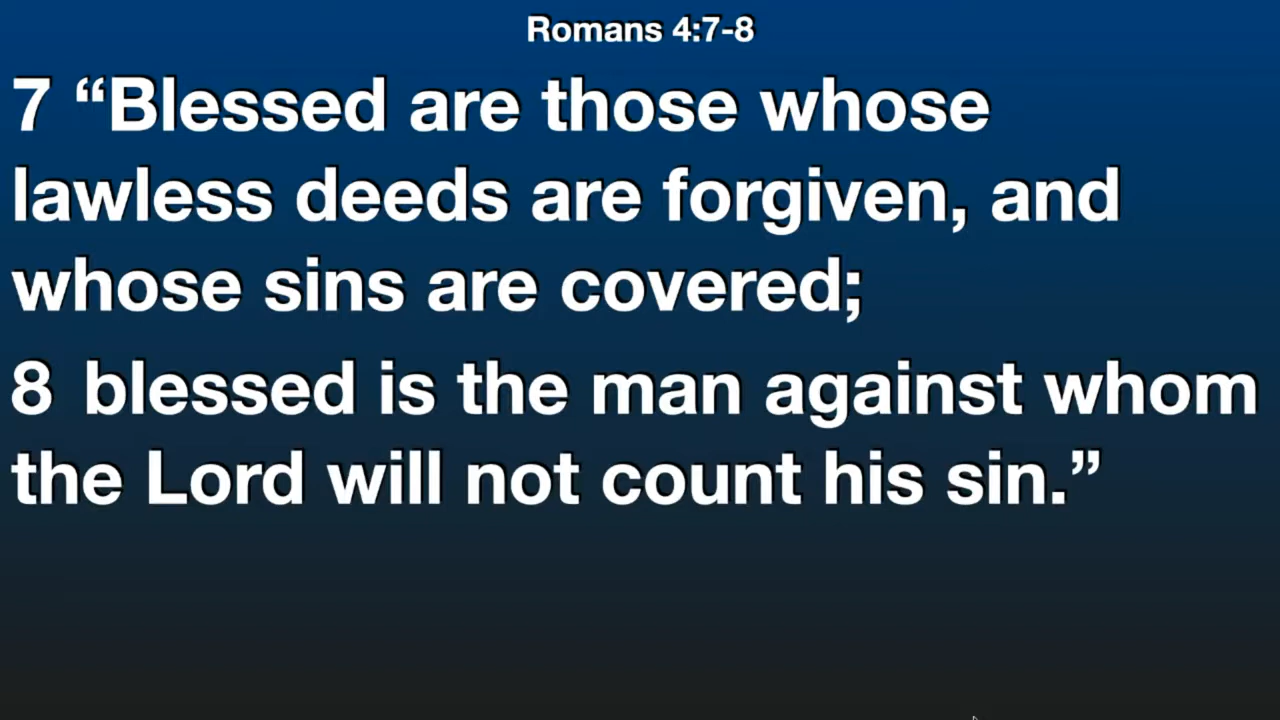 Romans 4:7-8
7 “Blessed are those whose
lawless deeds are forgiven, and
whose sins are covered;
8 blessed is the man against whom
the Lord will not count his sin.”